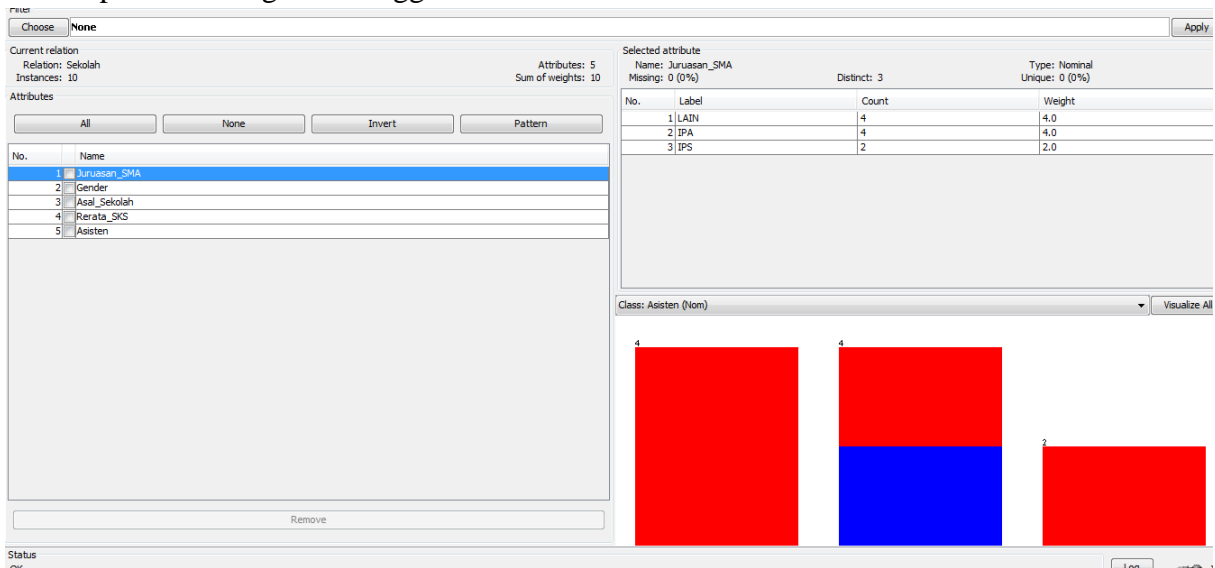 Filter
Choose None Apply
Current relation
Relation: Sekolah Attributes: 5
Instances: 10 Sum of weights: 10
Attributes
All None Invert Pattern
No. Name
1 Juruasan_SMA
2 Gender
3 Asal_Sekolah
4 Rerata_SKS
5 Asisten
Remove
Selected attribute
Name: Juruasan_SMA Type: Nominal
Missing: 0 (0%) Distinct: 3 Unique: 0 (0%)
No. Label Count Weight
1 LAIN 4 4.0
2 IPA 4 4.0
3 IPS 2 2.0
Class: Asisten (Nom) Visualize All
4 4
2
Status
OK Log